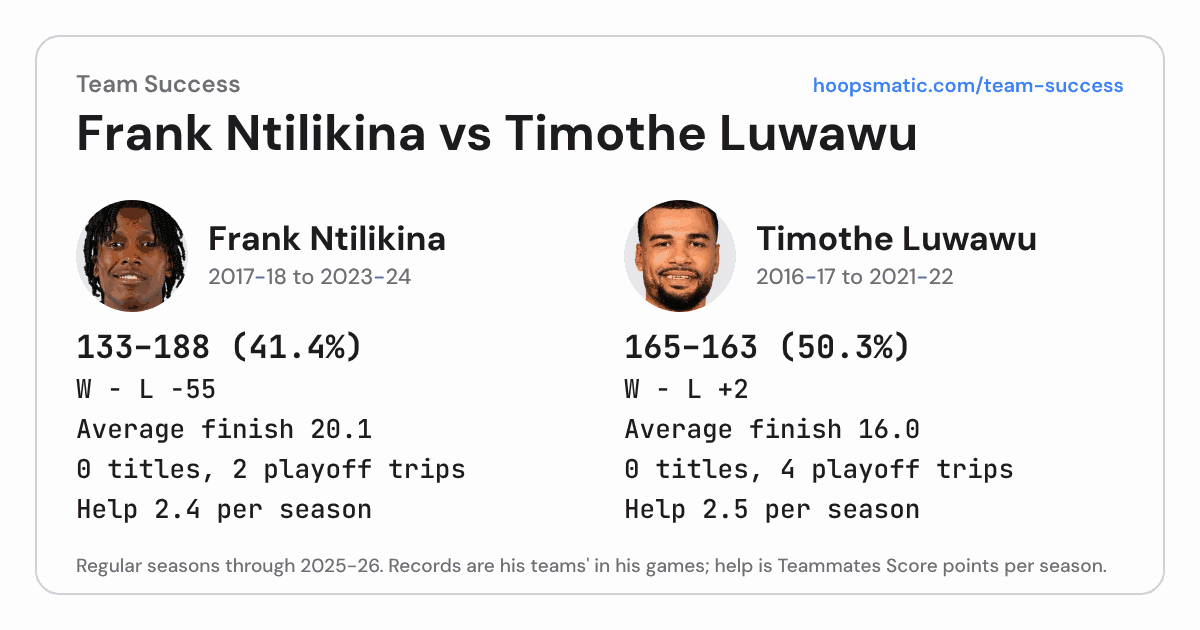 Team Success
hoopsmatic.com/team-success
Frank Ntilikina vs Timothe Luwawu
Frank Ntilikina
2017-18 to 2023-24
133-188 (41.4%)
W - L -55
Average finish 20.1
0 titles, 2 playoff trips
Help 2.4 per season
Timothe Luwawu
2016-17 to 2021-22
165-163 (50.3%)
W - L +2
Average finish 16.0
0 titles, 4 playoff trips
Help 2.5 per season
Regular seasons through 2025-26. Records are his teams' in his games; help is Teammates Score points per season.